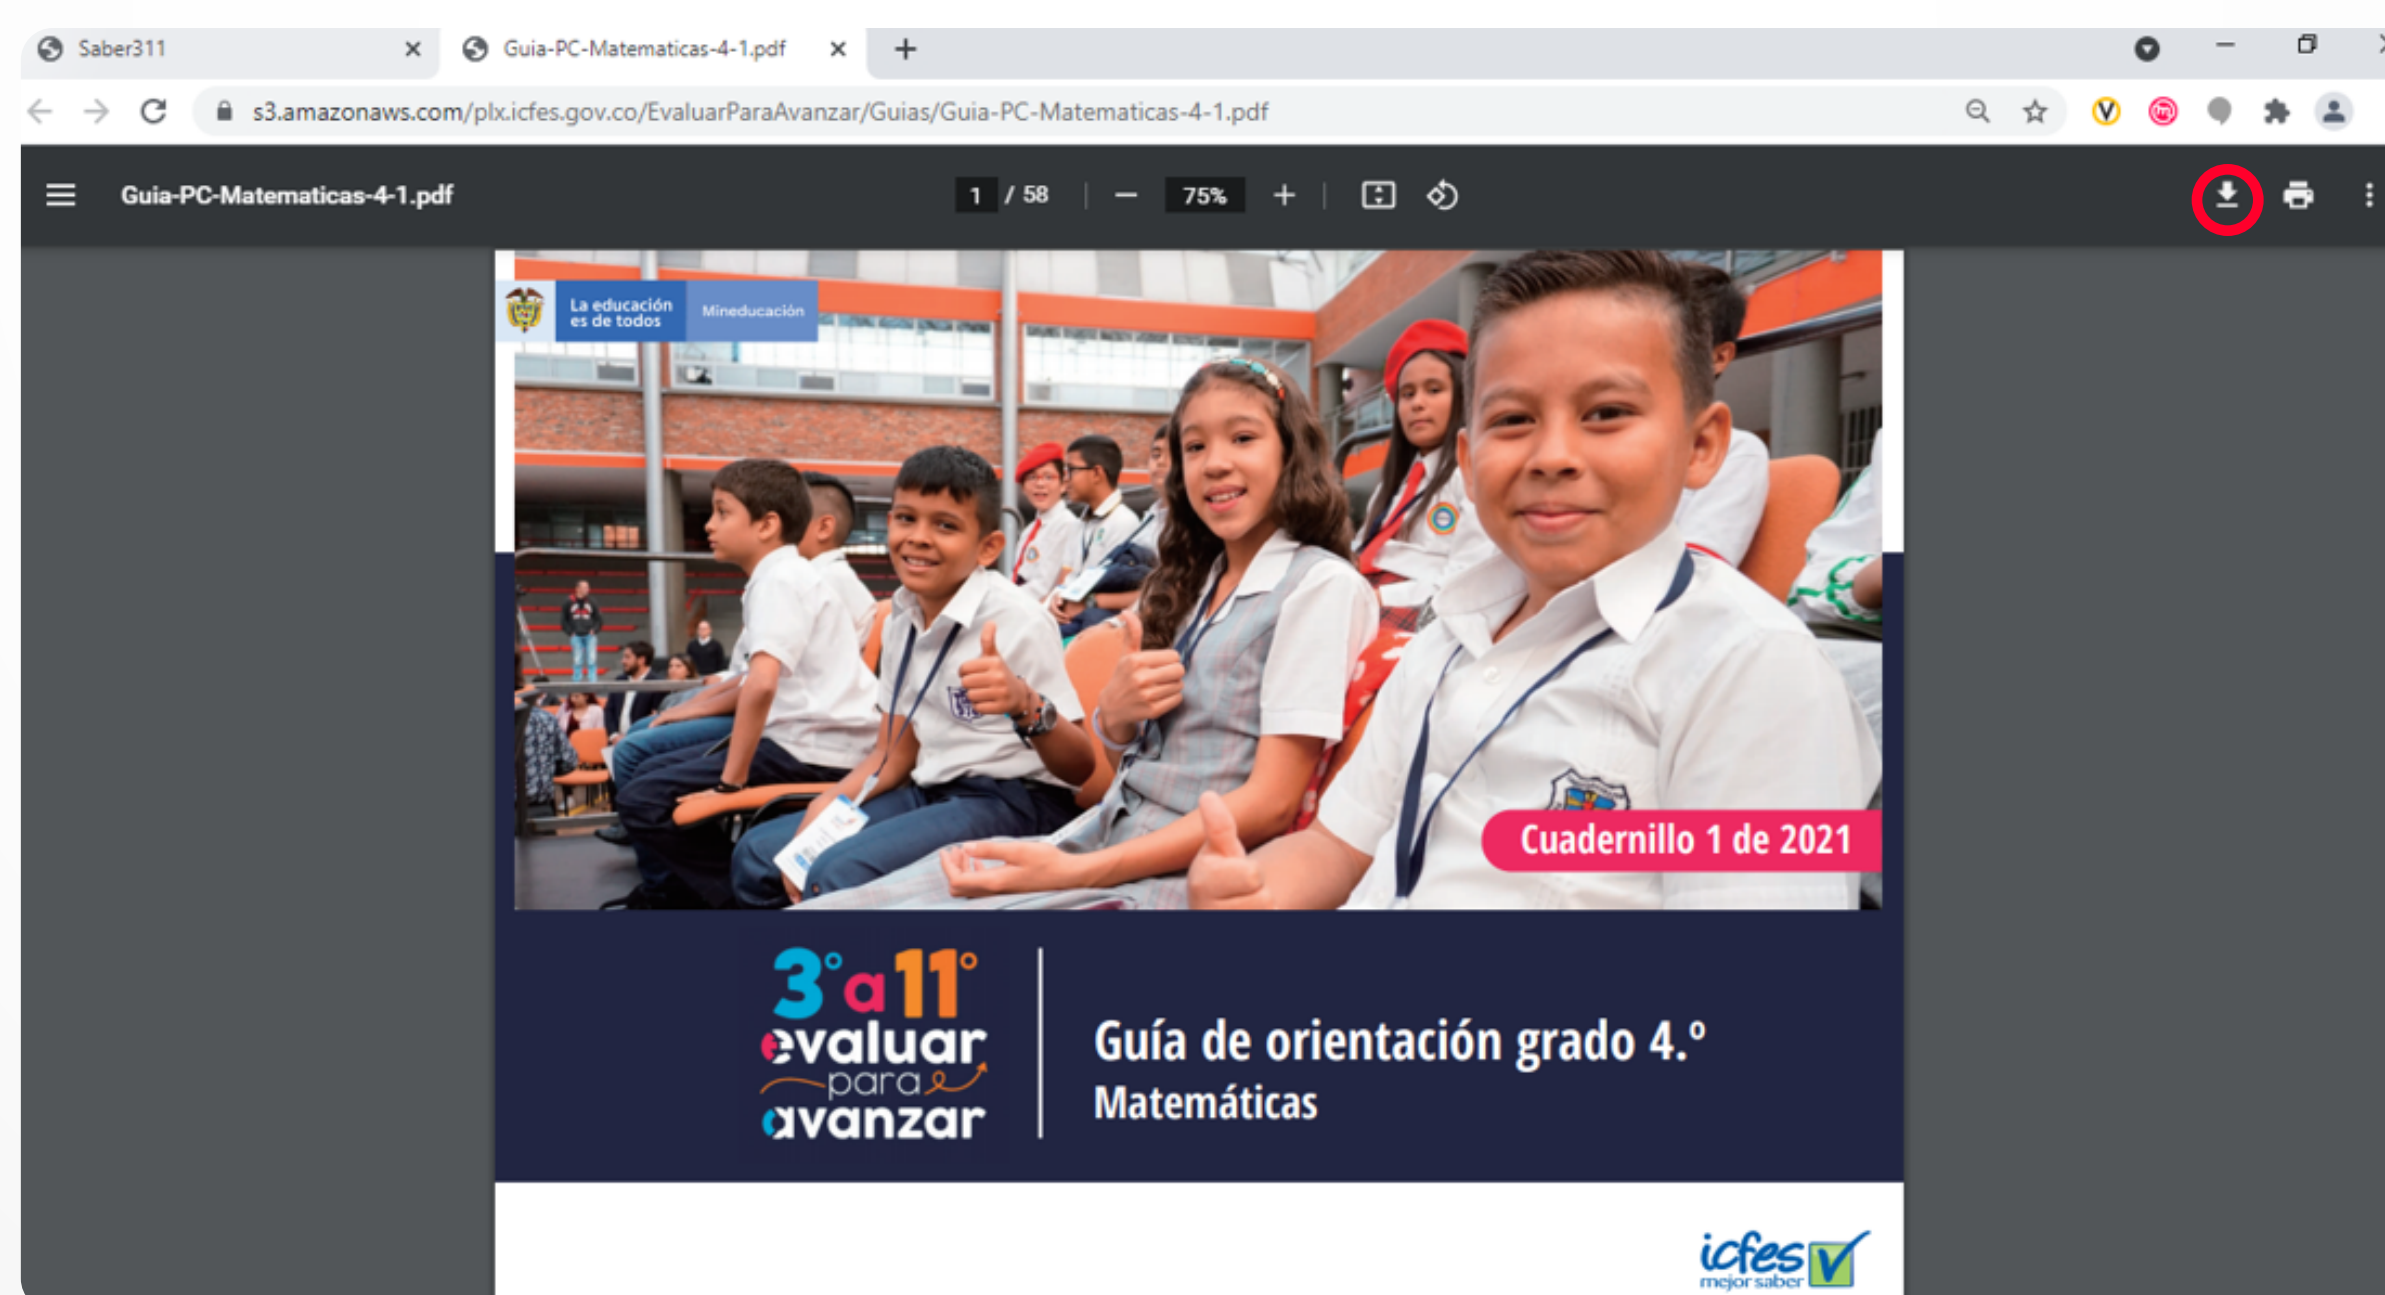 Saber311
Guia-PC-Matematicas-4-1.pdf
s3.amazonaws.com/plx.icfes.gov.co/EvaluarParaAvanzar/Guias/Guia-PC-Matematicas-4-1.pdf
Guia-PC-Matematicas-4-1.pdf
1 / 58
75%
La educación
es de todos
Mineducación
Cuadernillo 1 de 2021
3° a 11°
evaluar
para
avanzar
Guía de orientación grado 4.º
Matemáticas
icfes
mejor saber